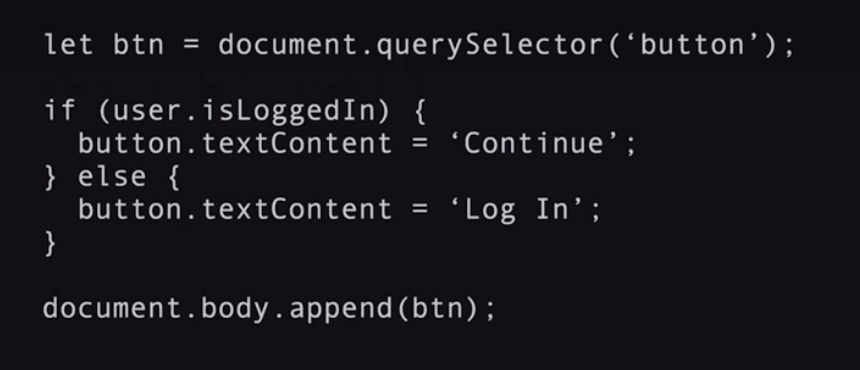 let btn = document.querySelector(‘button’);
if (user.isLoggedIn) {
  button.textContent = ‘Continue’;
} else {
  button.textContent = ‘Log In’;
}
document.body.append(btn);